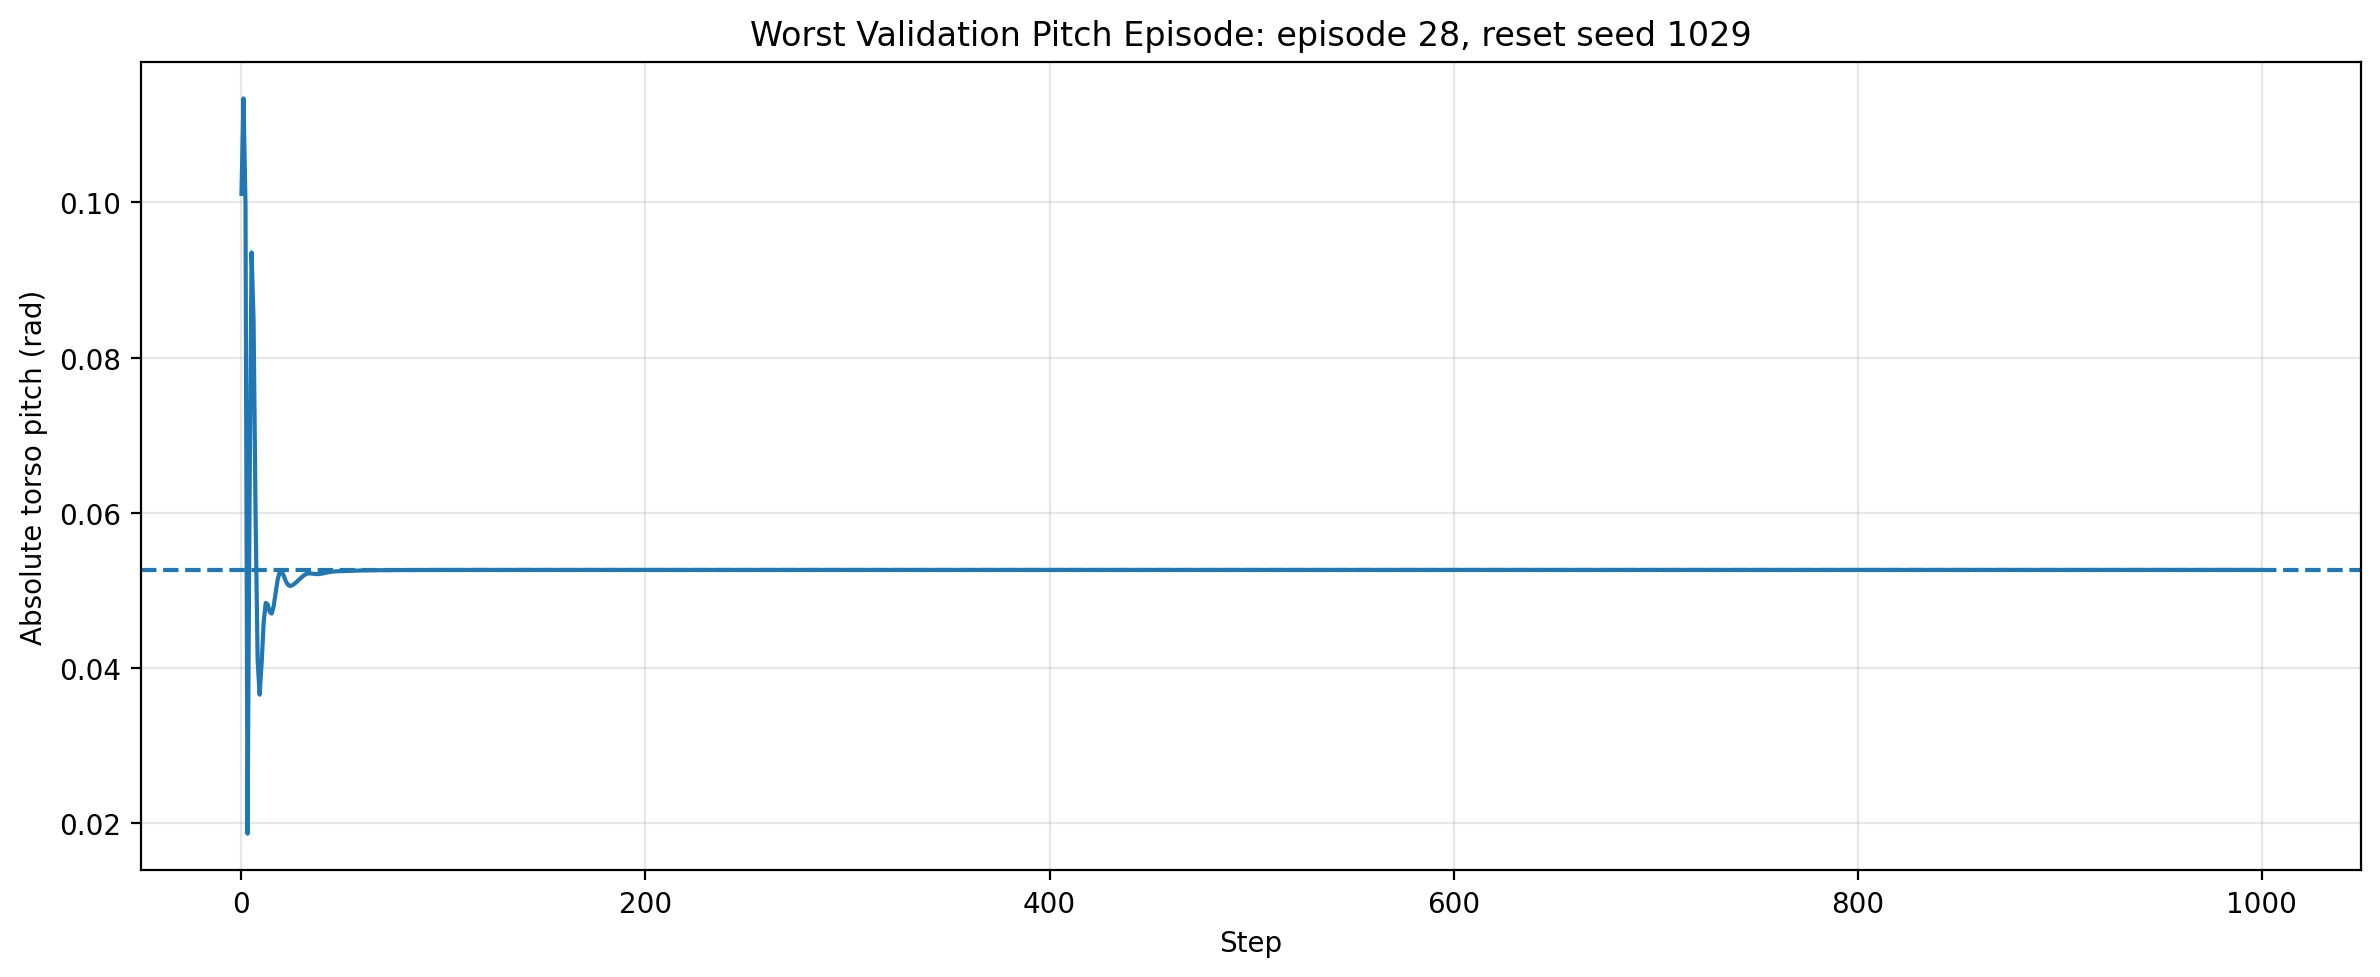 Worst Validation Pitch Episode: episode 28, reset seed 1029
Absolute torso pitch (rad)
0.10
0.08
0.06
0.04
0.02
0 200 400 600 800 1000
Step